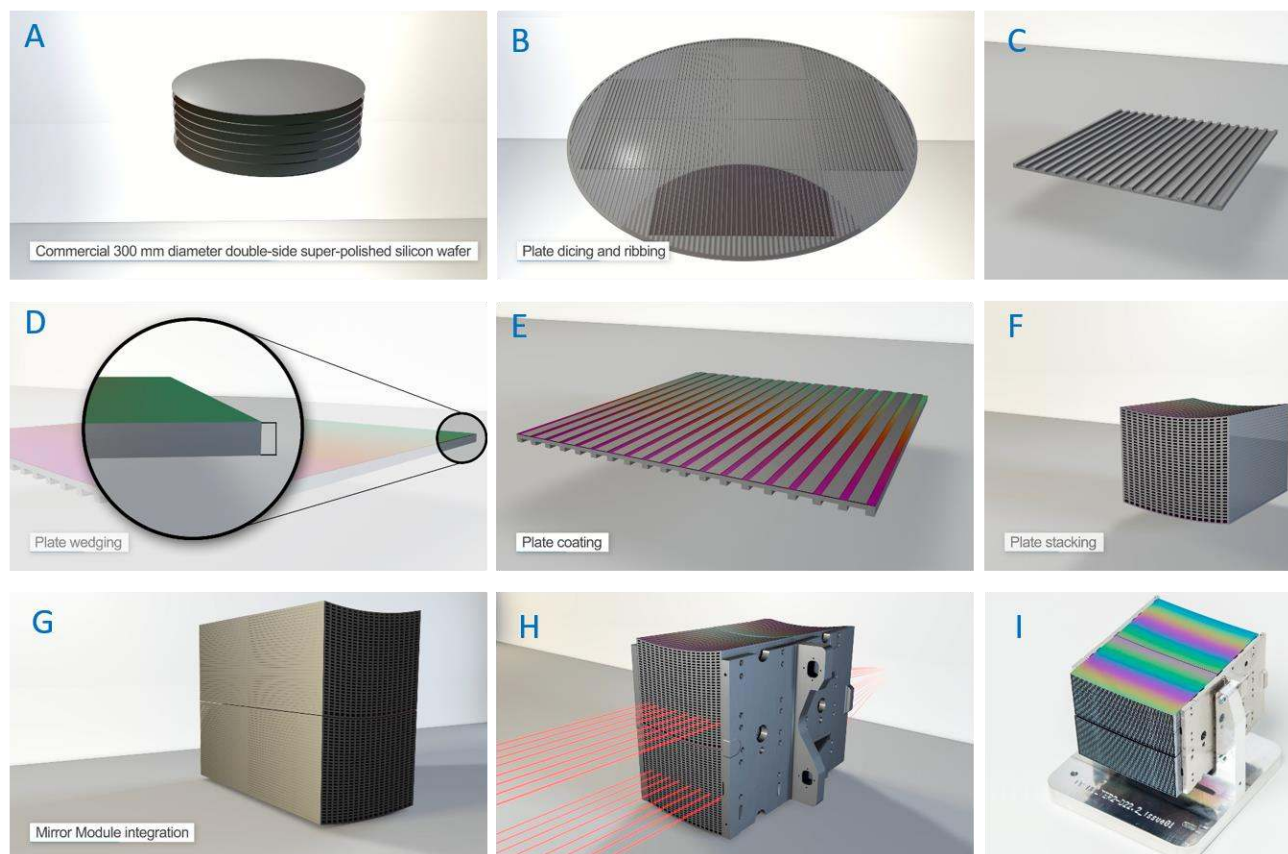 A
Commercial 300 mm diameter double-side super-polished silicon wafer
B
Plate dicing and ribbing
C
D
Plate wedging
E
Plate coating
F
Plate stacking
G
Mirror Module integration
H
I